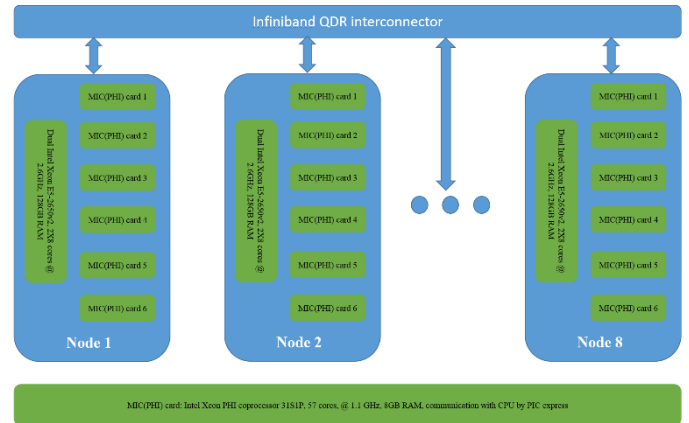 Infiniband QDR interconnector
MIC(PHI) card 1
MIC(PHI) card 2
MIC(PHI) card 3
MIC(PHI) card 4
MIC(PHI) card 5
MIC(PHI) card 6
Dual Intel Xeon E5-2650v2, 2X8 cores @
2.6GHz, 128GB RAM
Node 1
MIC(PHI) card 1
MIC(PHI) card 2
MIC(PHI) card 3
MIC(PHI) card 4
MIC(PHI) card 5
MIC(PHI) card 6
Dual Intel Xeon E5-2650v2, 2X8 cores @
2.6GHz, 128GB RAM
Node 2
MIC(PHI) card 1
MIC(PHI) card 2
MIC(PHI) card 3
MIC(PHI) card 4
MIC(PHI) card 5
MIC(PHI) card 6
Dual Intel Xeon E5-2650v2, 2X8 cores @
2.6GHz, 128GB RAM
Node 8
MIC(PHI) card: Intel Xeon PHI coprocessor 31S1P, 57 cores, @ 1.1 GHz, 8GB RAM, communication with CPU by PIC express